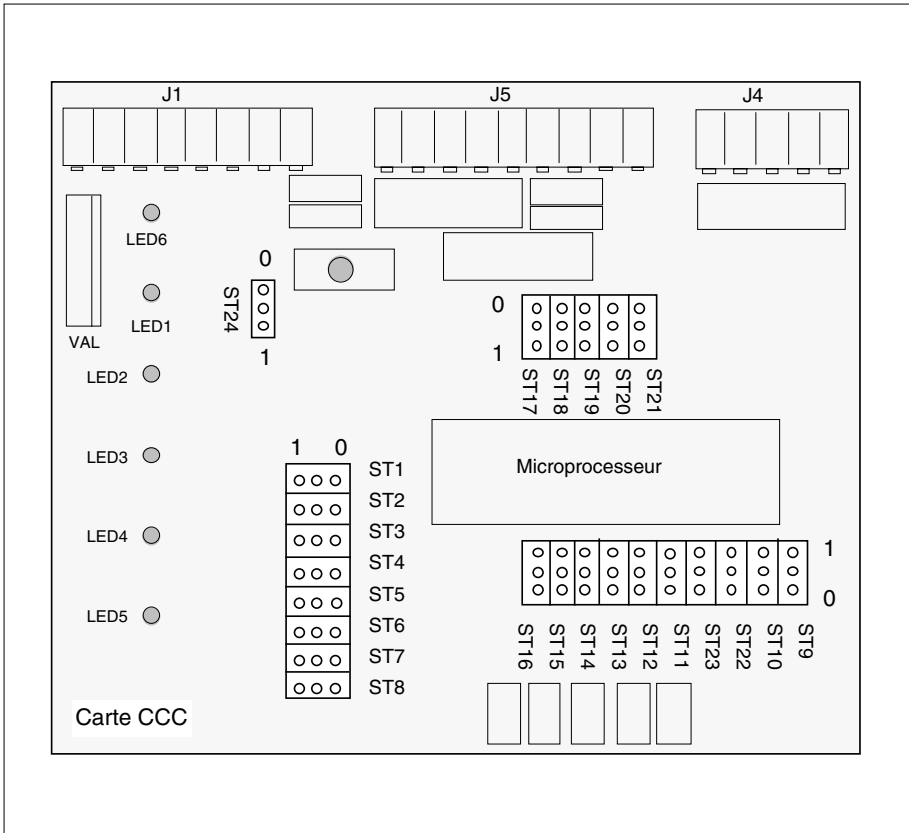 J1 J5 J4
LED6
0
ST24
1
LED1
VAL
LED2
LED3
LED4
LED5
0
1
ST17 ST18 ST19 ST20 ST21
Microprocesseur
1 0
ST1
ST2
ST3
ST4
ST5
ST6
ST7
ST8
1
0
ST16 ST15 ST14 ST13 ST12 ST11 ST23 ST22 ST10 ST9
Carte CCC